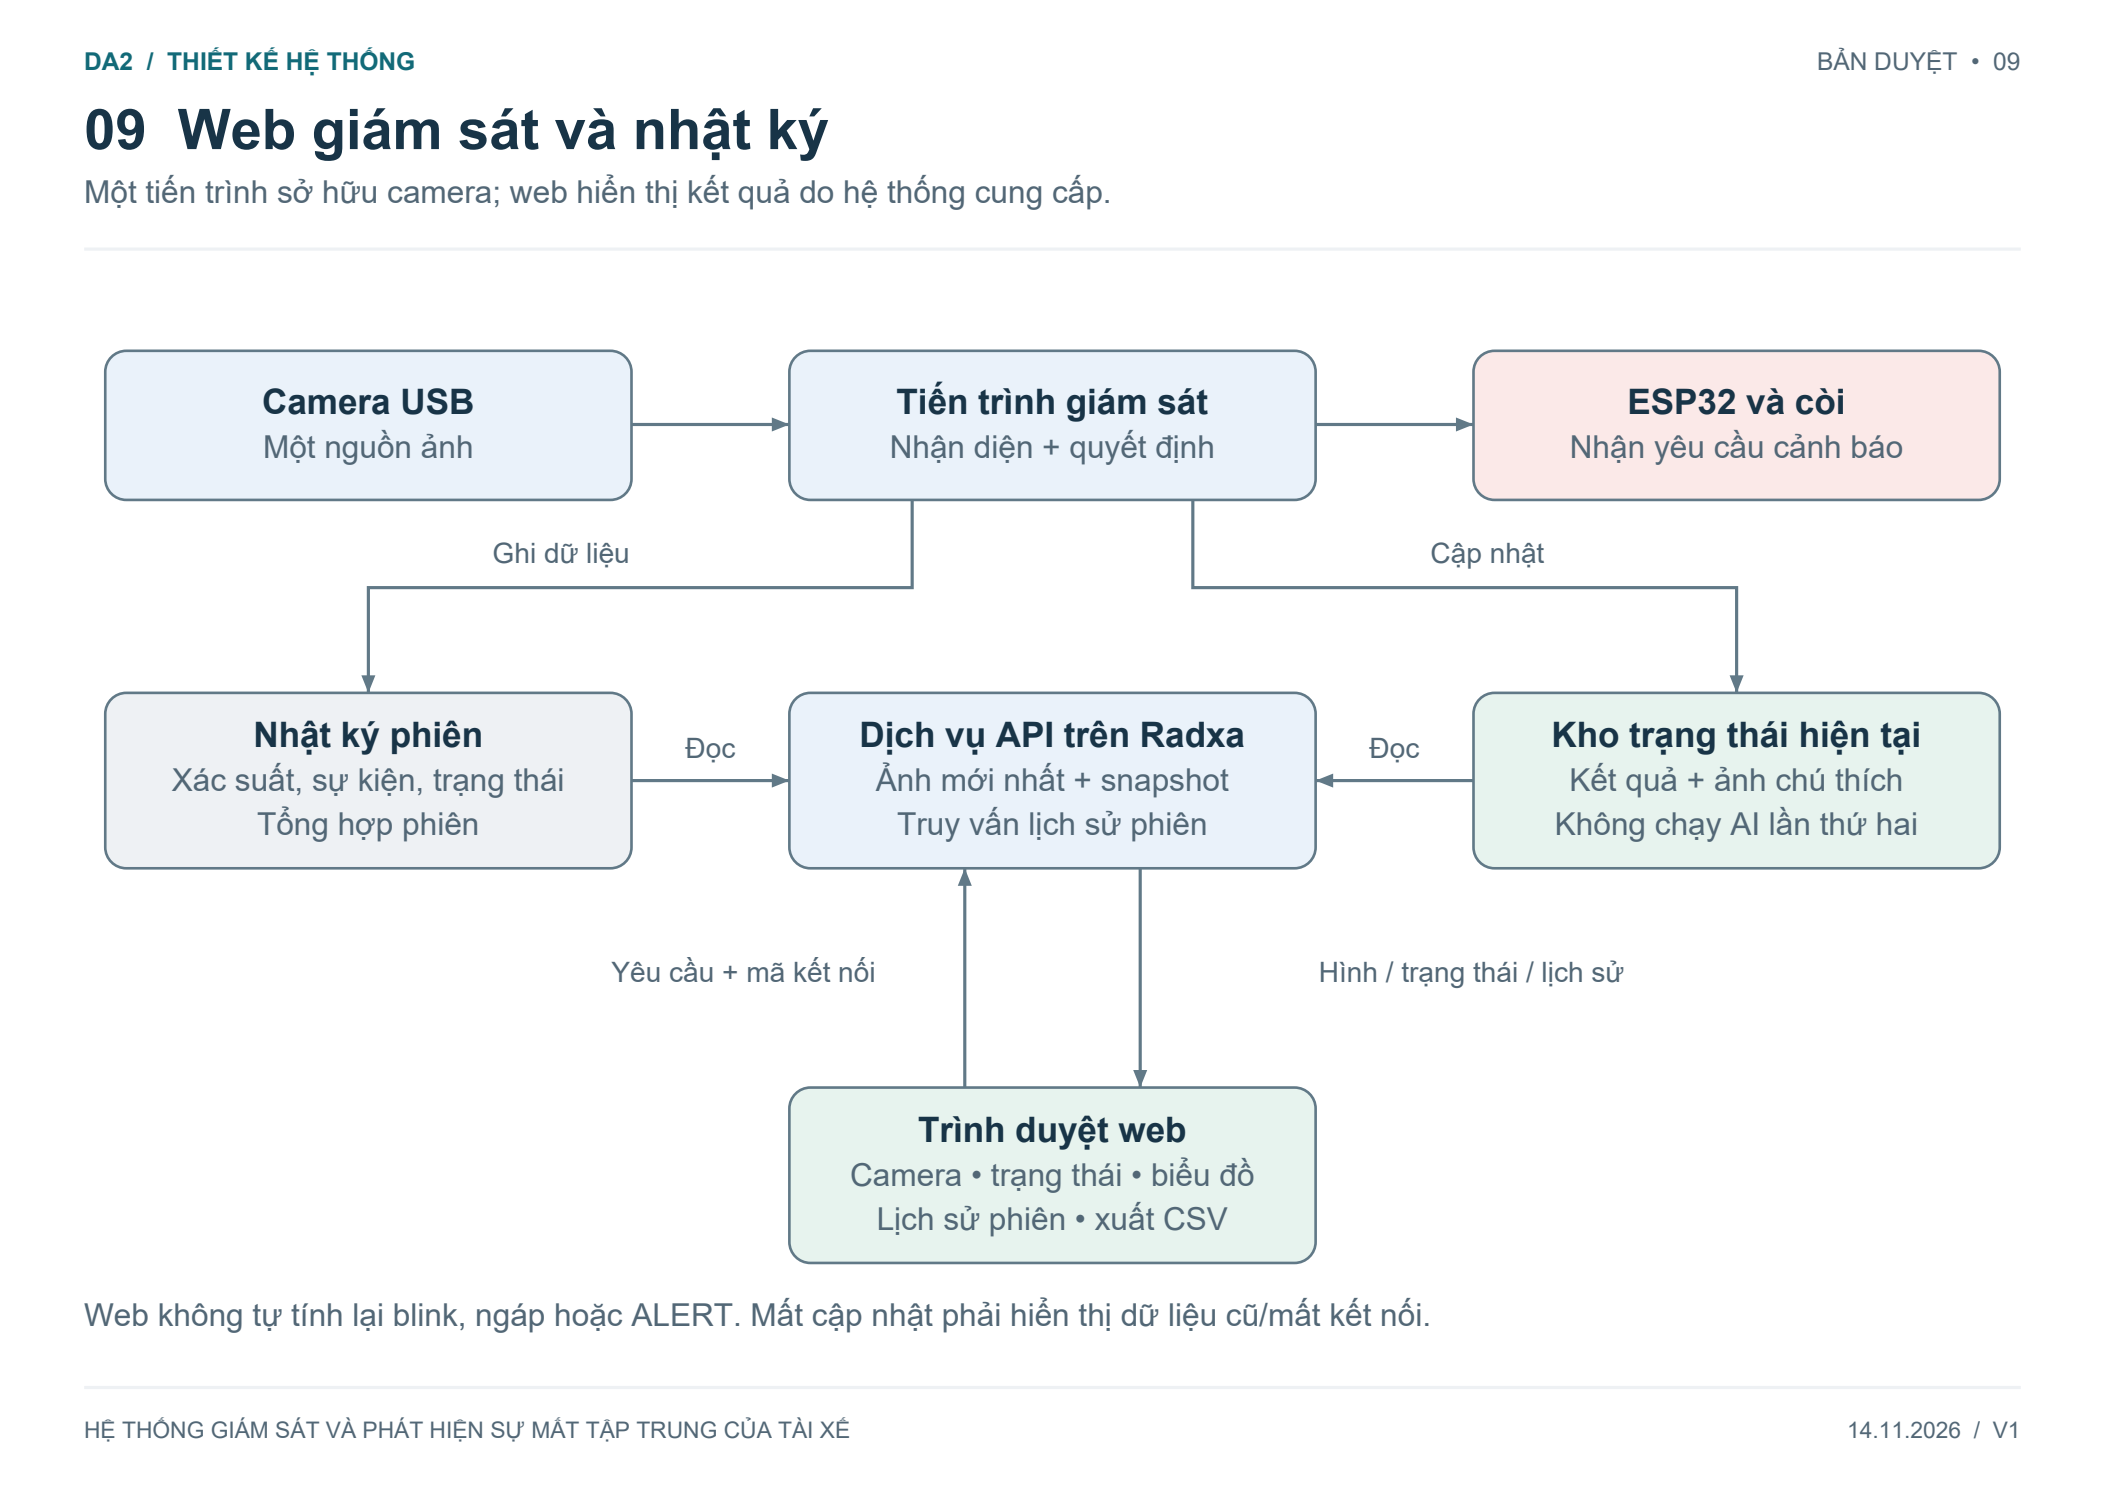 DA2 / THIẾT KẾ HỆ THỐNG
BẢN DUYỆT • 09
09 Web giám sát và nhật ký
Một tiến trình sở hữu camera; web hiển thị kết quả do hệ thống cung cấp.
Camera USB
Một nguồn ảnh
Tiến trình giám sát
Nhận diện + quyết định
ESP32 và còi
Nhận yêu cầu cảnh báo
Ghi dữ liệu
Cập nhật
Nhật ký phiên
Xác suất, sự kiện, trạng thái
Tổng hợp phiên
Đọc
Dịch vụ API trên Radxa
Ảnh mới nhất + snapshot
Truy vấn lịch sử phiên
Đọc
Kho trạng thái hiện tại
Kết quả + ảnh chú thích
Không chạy AI lần thứ hai
Yêu cầu + mã kết nối
Hình / trạng thái / lịch sử
Trình duyệt web
Camera • trạng thái • biểu đồ
Lịch sử phiên • xuất CSV
Web không tự tính lại blink, ngáp hoặc ALERT. Mất cập nhật phải hiển thị dữ liệu cũ/mất kết nối.
HỆ THỐNG GIÁM SÁT VÀ PHÁT HIỆN SỰ MẤT TẬP TRUNG CỦA TÀI XẾ
14.11.2026 / V1